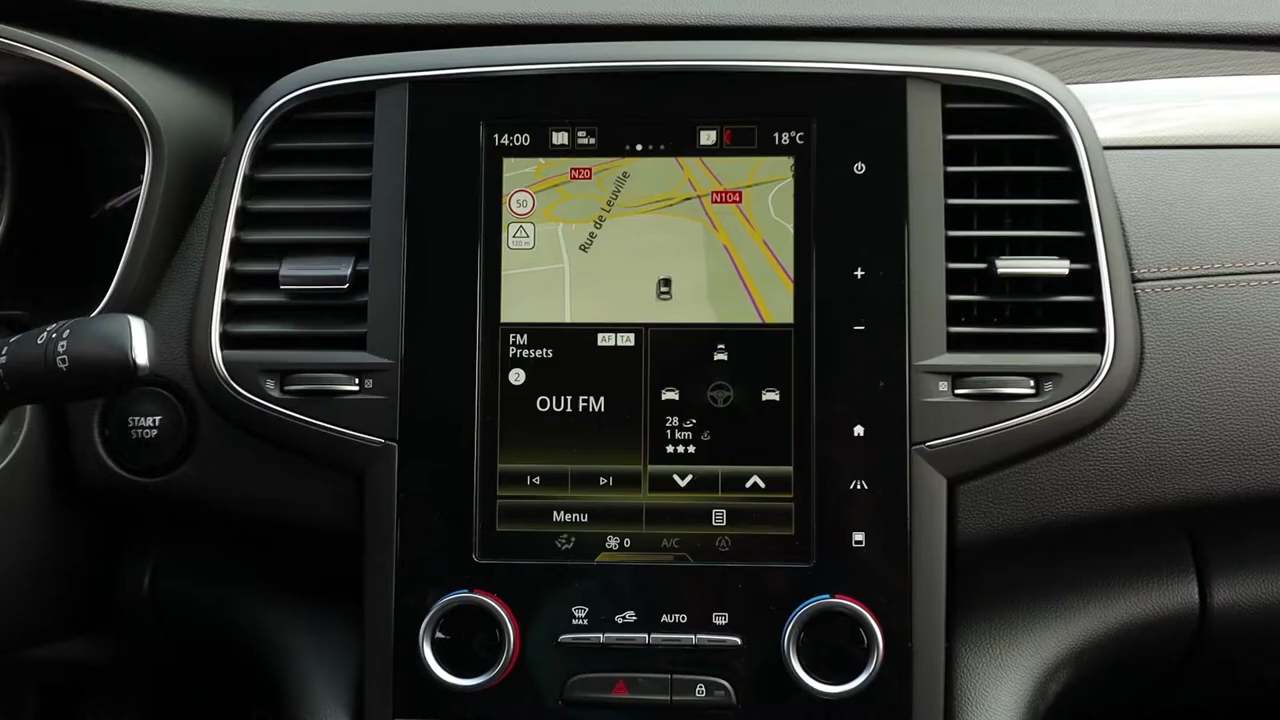 14:00
18°C
N20
50
Rue de Leuville
N104
120 m
FM
Presets
AF TA
2
OUI FM
28
1 km
Menu
0
A/C
START
STOP
MAX
AUTO